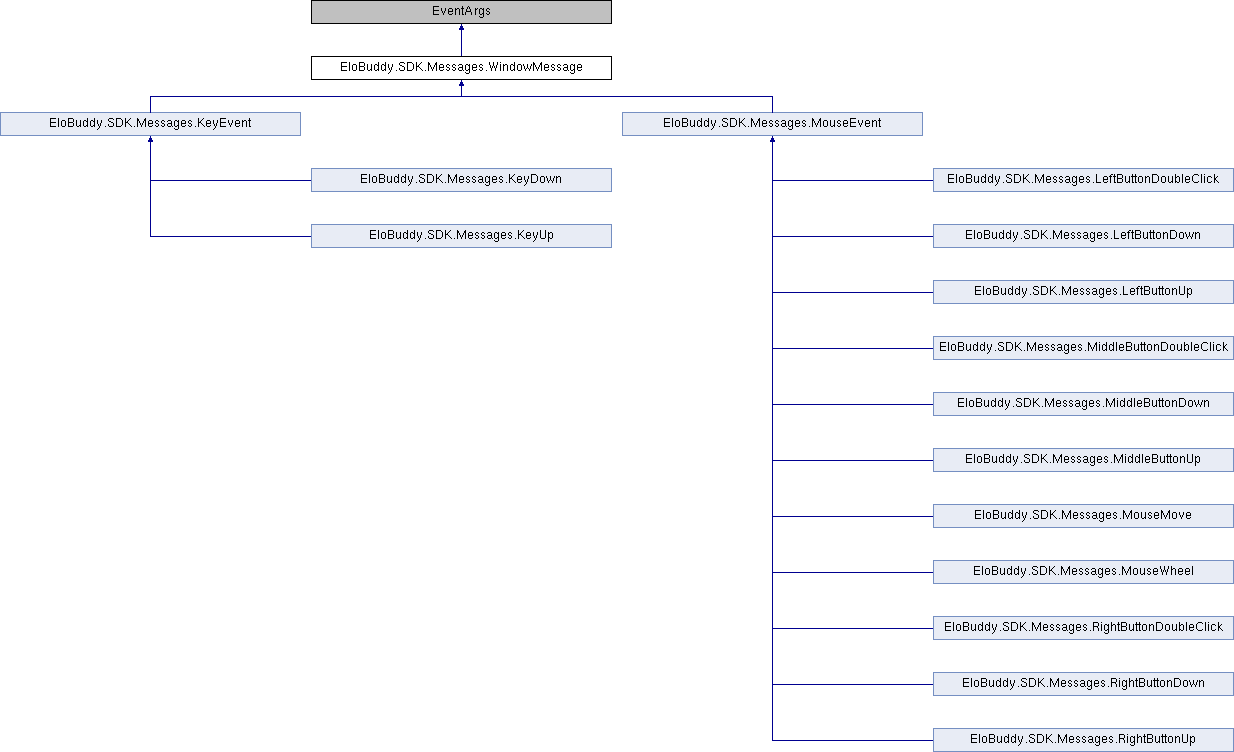 EventArgs
EloBuddy.SDK.Messages.WindowMessage
EloBuddy.SDK.Messages.KeyEvent
EloBuddy.SDK.Messages.MouseEvent
EloBuddy.SDK.Messages.KeyDown
EloBuddy.SDK.Messages.LeftButtonDoubleClick
EloBuddy.SDK.Messages.KeyUp
EloBuddy.SDK.Messages.LeftButtonDown
EloBuddy.SDK.Messages.LeftButtonUp
EloBuddy.SDK.Messages.MiddleButtonDoubleClick
EloBuddy.SDK.Messages.MiddleButtonDown
EloBuddy.SDK.Messages.MiddleButtonUp
EloBuddy.SDK.Messages.MouseMove
EloBuddy.SDK.Messages.MouseWheel
EloBuddy.SDK.Messages.RightButtonDoubleClick
EloBuddy.SDK.Messages.RightButtonDown
EloBuddy.SDK.Messages.RightButtonUp